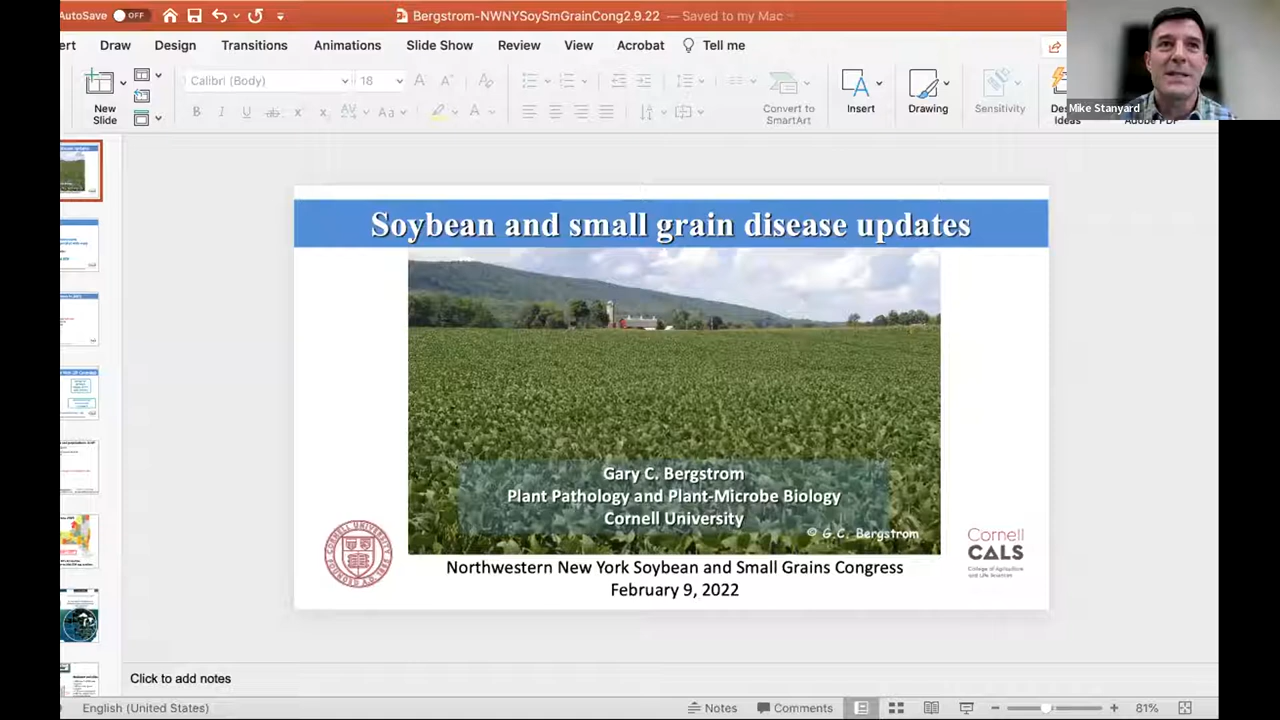 AutoSave OFF
Bergstrom-NWNYSoySmGrainCong2.9.22 — Saved to my Mac
ert Draw Design Transitions Animations Slide Show Review View Acrobat Tell me
Calibri (Body) 18
New
Slide
Convert to
SmartArt
Insert
Drawing
Sensitivity
Ideas
Adobe PDF
Mike Stanyard
Soybean and small grain disease updates
Gary C. Bergstrom
Plant Pathology and Plant-Microbe Biology
Cornell University
© G.C. Bergstrom
Cornell
CALS
College of Agriculture
and Life Sciences
Northwestern New York Soybean and Small Grains Congress
February 9, 2022
Click to add notes
English (United States)
Notes
Comments
81%